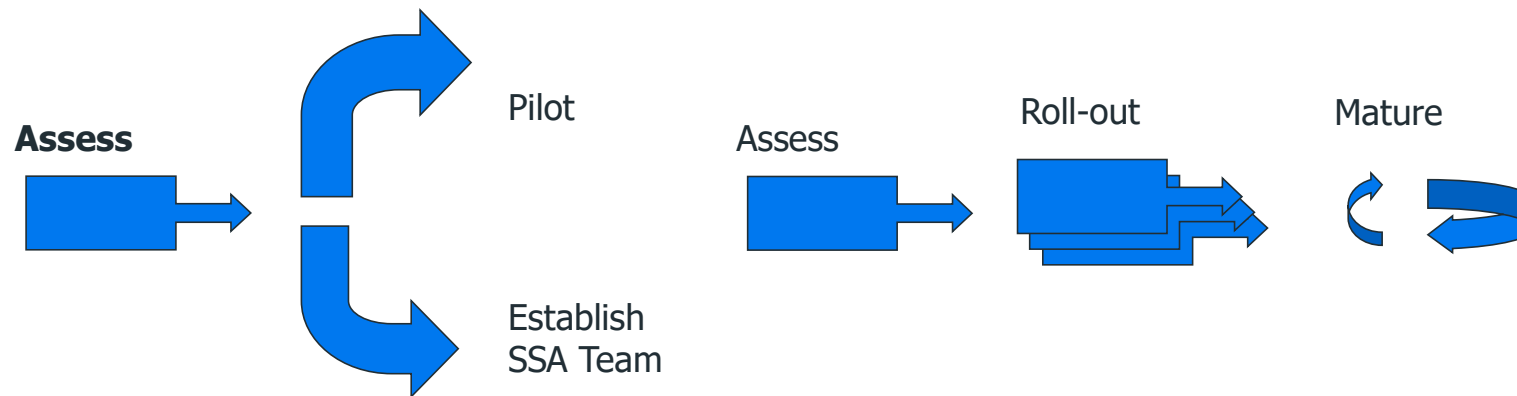 Assess
Pilot
Establish
SSA Team
Assess
Roll-out
Mature